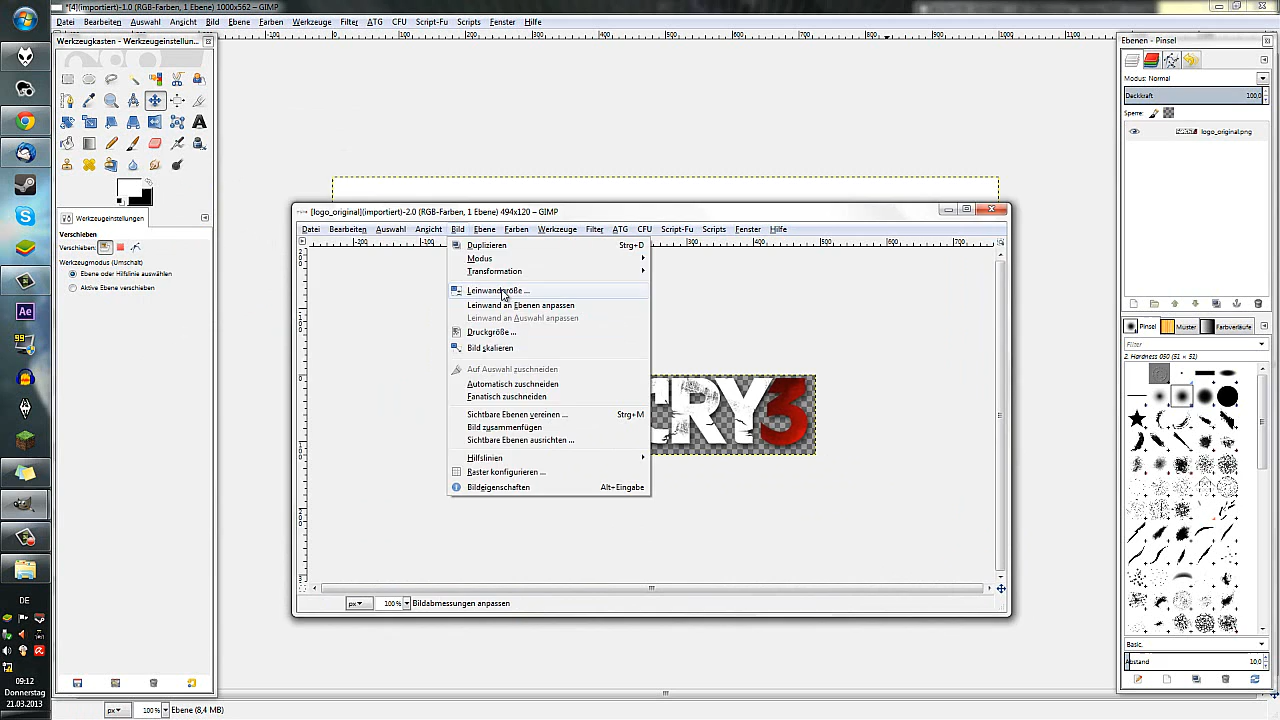 *[4](importiert)-1.0 (RGB-Farben, 1 Ebene) 1000x562 – GIMP
Datei Bearbeiten Auswahl Ansicht Bild Ebene Farben Werkzeuge Filter ATG CFU Script-Fu Scripts Fenster Hilfe
Werkzeugkasten - Werkzeugeinstellun...
Werkzeugeinstellungen
Verschieben
Verschieben:
Werkzeugmodus (Umschalt)
Ebene oder Hilfslinie auswählen
Aktive Ebene verschieben
[logo_original](importiert)-2.0 (RGB-Farben, 1 Ebene) 494x120 – GIMP
Datei Bearbeiten Auswahl Ansicht Bild Ebene Farben Werkzeuge Filter ATG CFU Script-Fu Scripts Fenster Hilfe
Duplizieren Strg+D
Modus
Transformation
Leinwandgröße ...
Leinwand an Ebenen anpassen
Leinwand an Auswahl anpassen
Druckgröße ...
Bild skalieren
Auf Auswahl zuschneiden
Automatisch zuschneiden
Fanatisch zuschneiden
Sichtbare Ebenen vereinen ... Strg+M
Bild zusammenfügen
Sichtbare Ebenen ausrichten ...
Hilfslinien
Raster konfigurieren ...
Bildeigenschaften Alt+Eingabe
CRY3
px 100% Bildabmessungen anpassen
Ebenen - Pinsel
Modus: Normal
Deckkraft 100,0
Sperre:
logo_original.png
Pinsel Muster Farbverläufe
Filter
2. Hardness 050 (51 × 51)
Basic.
Abstand 10,0
px 100% Ebene (8,4 MB)
Ae
DE
09:12
Donnerstag
21.03.2013